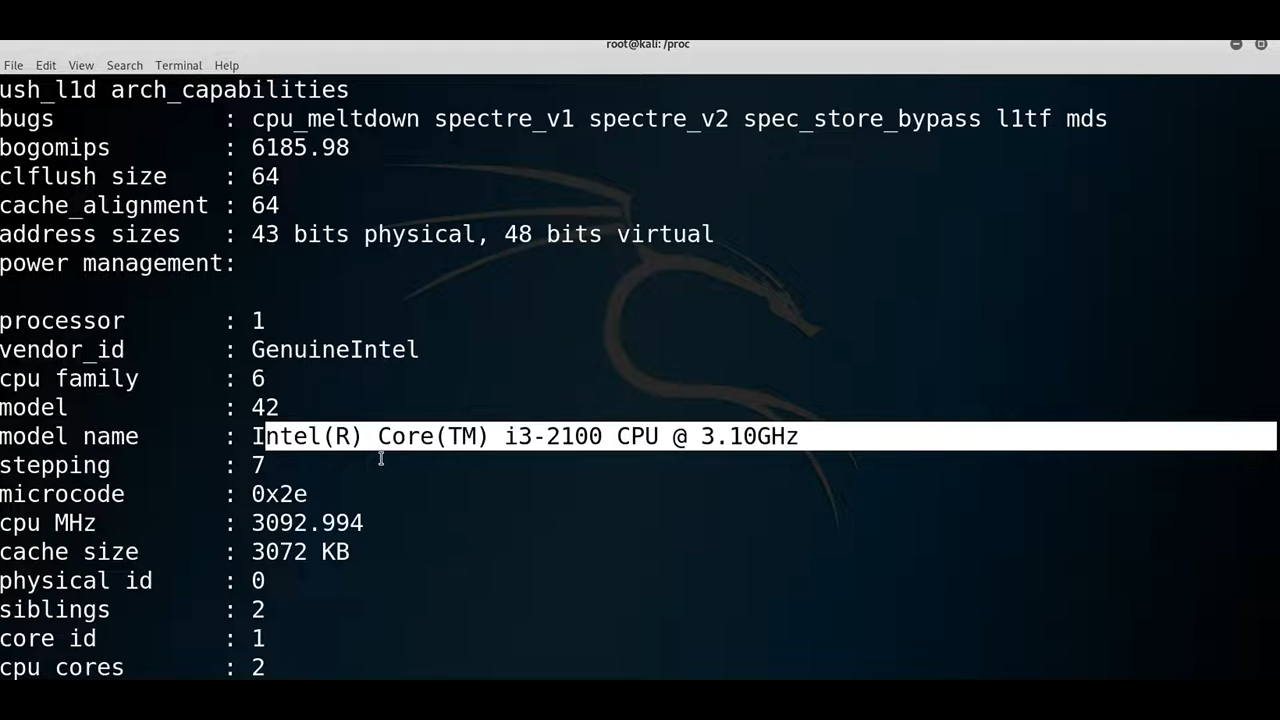 root@kali: /proc
File Edit View Search Terminal Help
ush_l1d arch_capabilities
bugs : cpu_meltdown spectre_v1 spectre_v2 spec_store_bypass l1tf mds
bogomips : 6185.98
clflush size : 64
cache_alignment : 64
address sizes : 43 bits physical, 48 bits virtual
power management:
processor : 1
vendor_id : GenuineIntel
cpu family : 6
model : 42
model name : Intel(R) Core(TM) i3-2100 CPU @ 3.10GHz
stepping : 7
microcode : 0x2e
cpu MHz : 3092.994
cache size : 3072 KB
physical id : 0
siblings : 2
core id : 1
cpu cores : 2